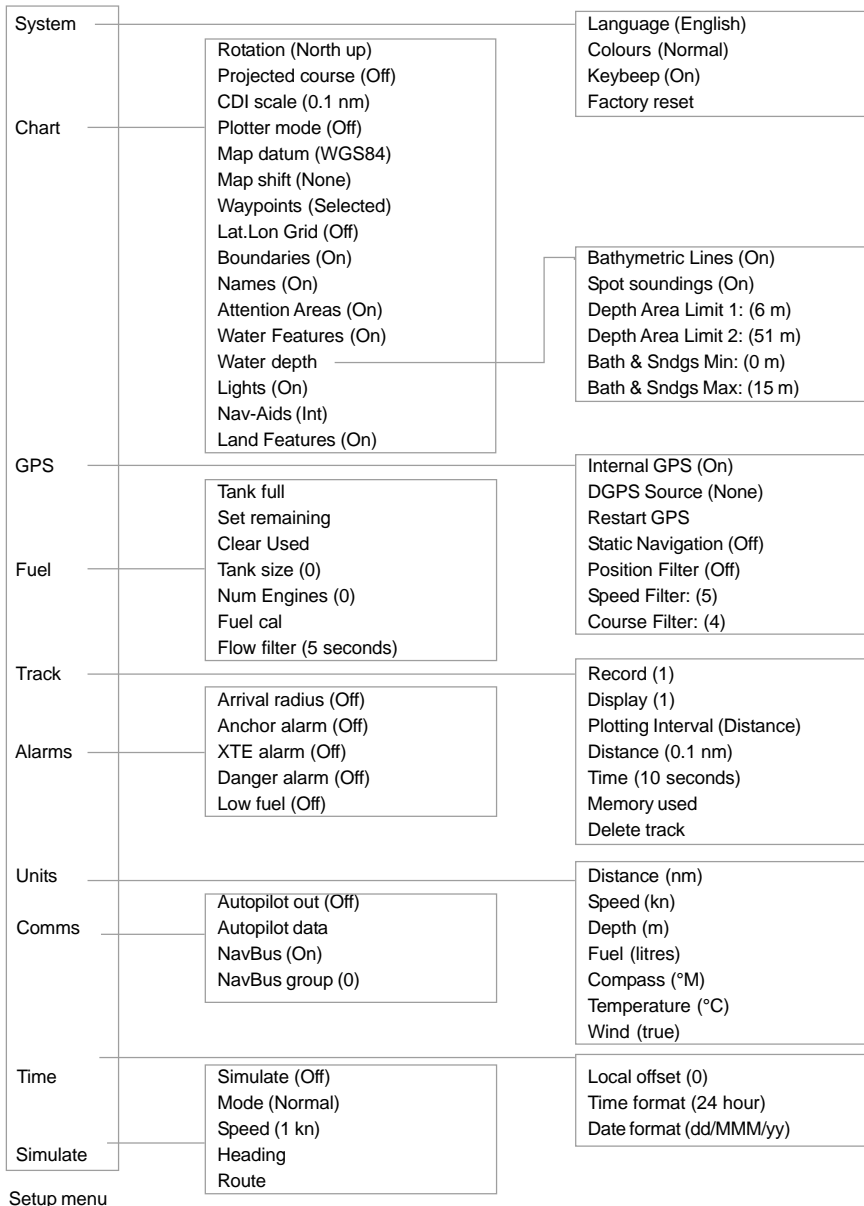 System
Language (English)
Colours (Normal)
Keybeep (On)
Factory reset
Chart
Rotation (North up)
Projected course (Off)
CDI scale (0.1 nm)
Plotter mode (Off)
Map datum (WGS84)
Map shift (None)
Waypoints (Selected)
Lat.Lon Grid (Off)
Boundaries (On)
Names (On)
Attention Areas (On)
Water Features (On)
Water depth
Lights (On)
Nav-Aids (Int)
Land Features (On)
Bathymetric Lines (On)
Spot soundings (On)
Depth Area Limit 1: (6 m)
Depth Area Limit 2: (51 m)
Bath & Sndgs Min: (0 m)
Bath & Sndgs Max: (15 m)
GPS
Internal GPS (On)
DGPS Source (None)
Restart GPS
Static Navigation (Off)
Position Filter (Off)
Speed Filter: (5)
Course Filter: (4)
Fuel
Tank full
Set remaining
Clear Used
Tank size (0)
Num Engines (0)
Fuel cal
Flow filter (5 seconds)
Track
Record (1)
Display (1)
Plotting Interval (Distance)
Distance (0.1 nm)
Time (10 seconds)
Memory used
Delete track
Alarms
Arrival radius (Off)
Anchor alarm (Off)
XTE alarm (Off)
Danger alarm (Off)
Low fuel (Off)
Units
Distance (nm)
Speed (kn)
Depth (m)
Fuel (litres)
Compass (°M)
Temperature (°C)
Wind (true)
Comms
Autopilot out (Off)
Autopilot data
NavBus (On)
NavBus group (0)
Time
Local offset (0)
Time format (24 hour)
Date format (dd/MMM/yy)
Simulate
Simulate (Off)
Mode (Normal)
Speed (1 kn)
Heading
Route
Setup menu